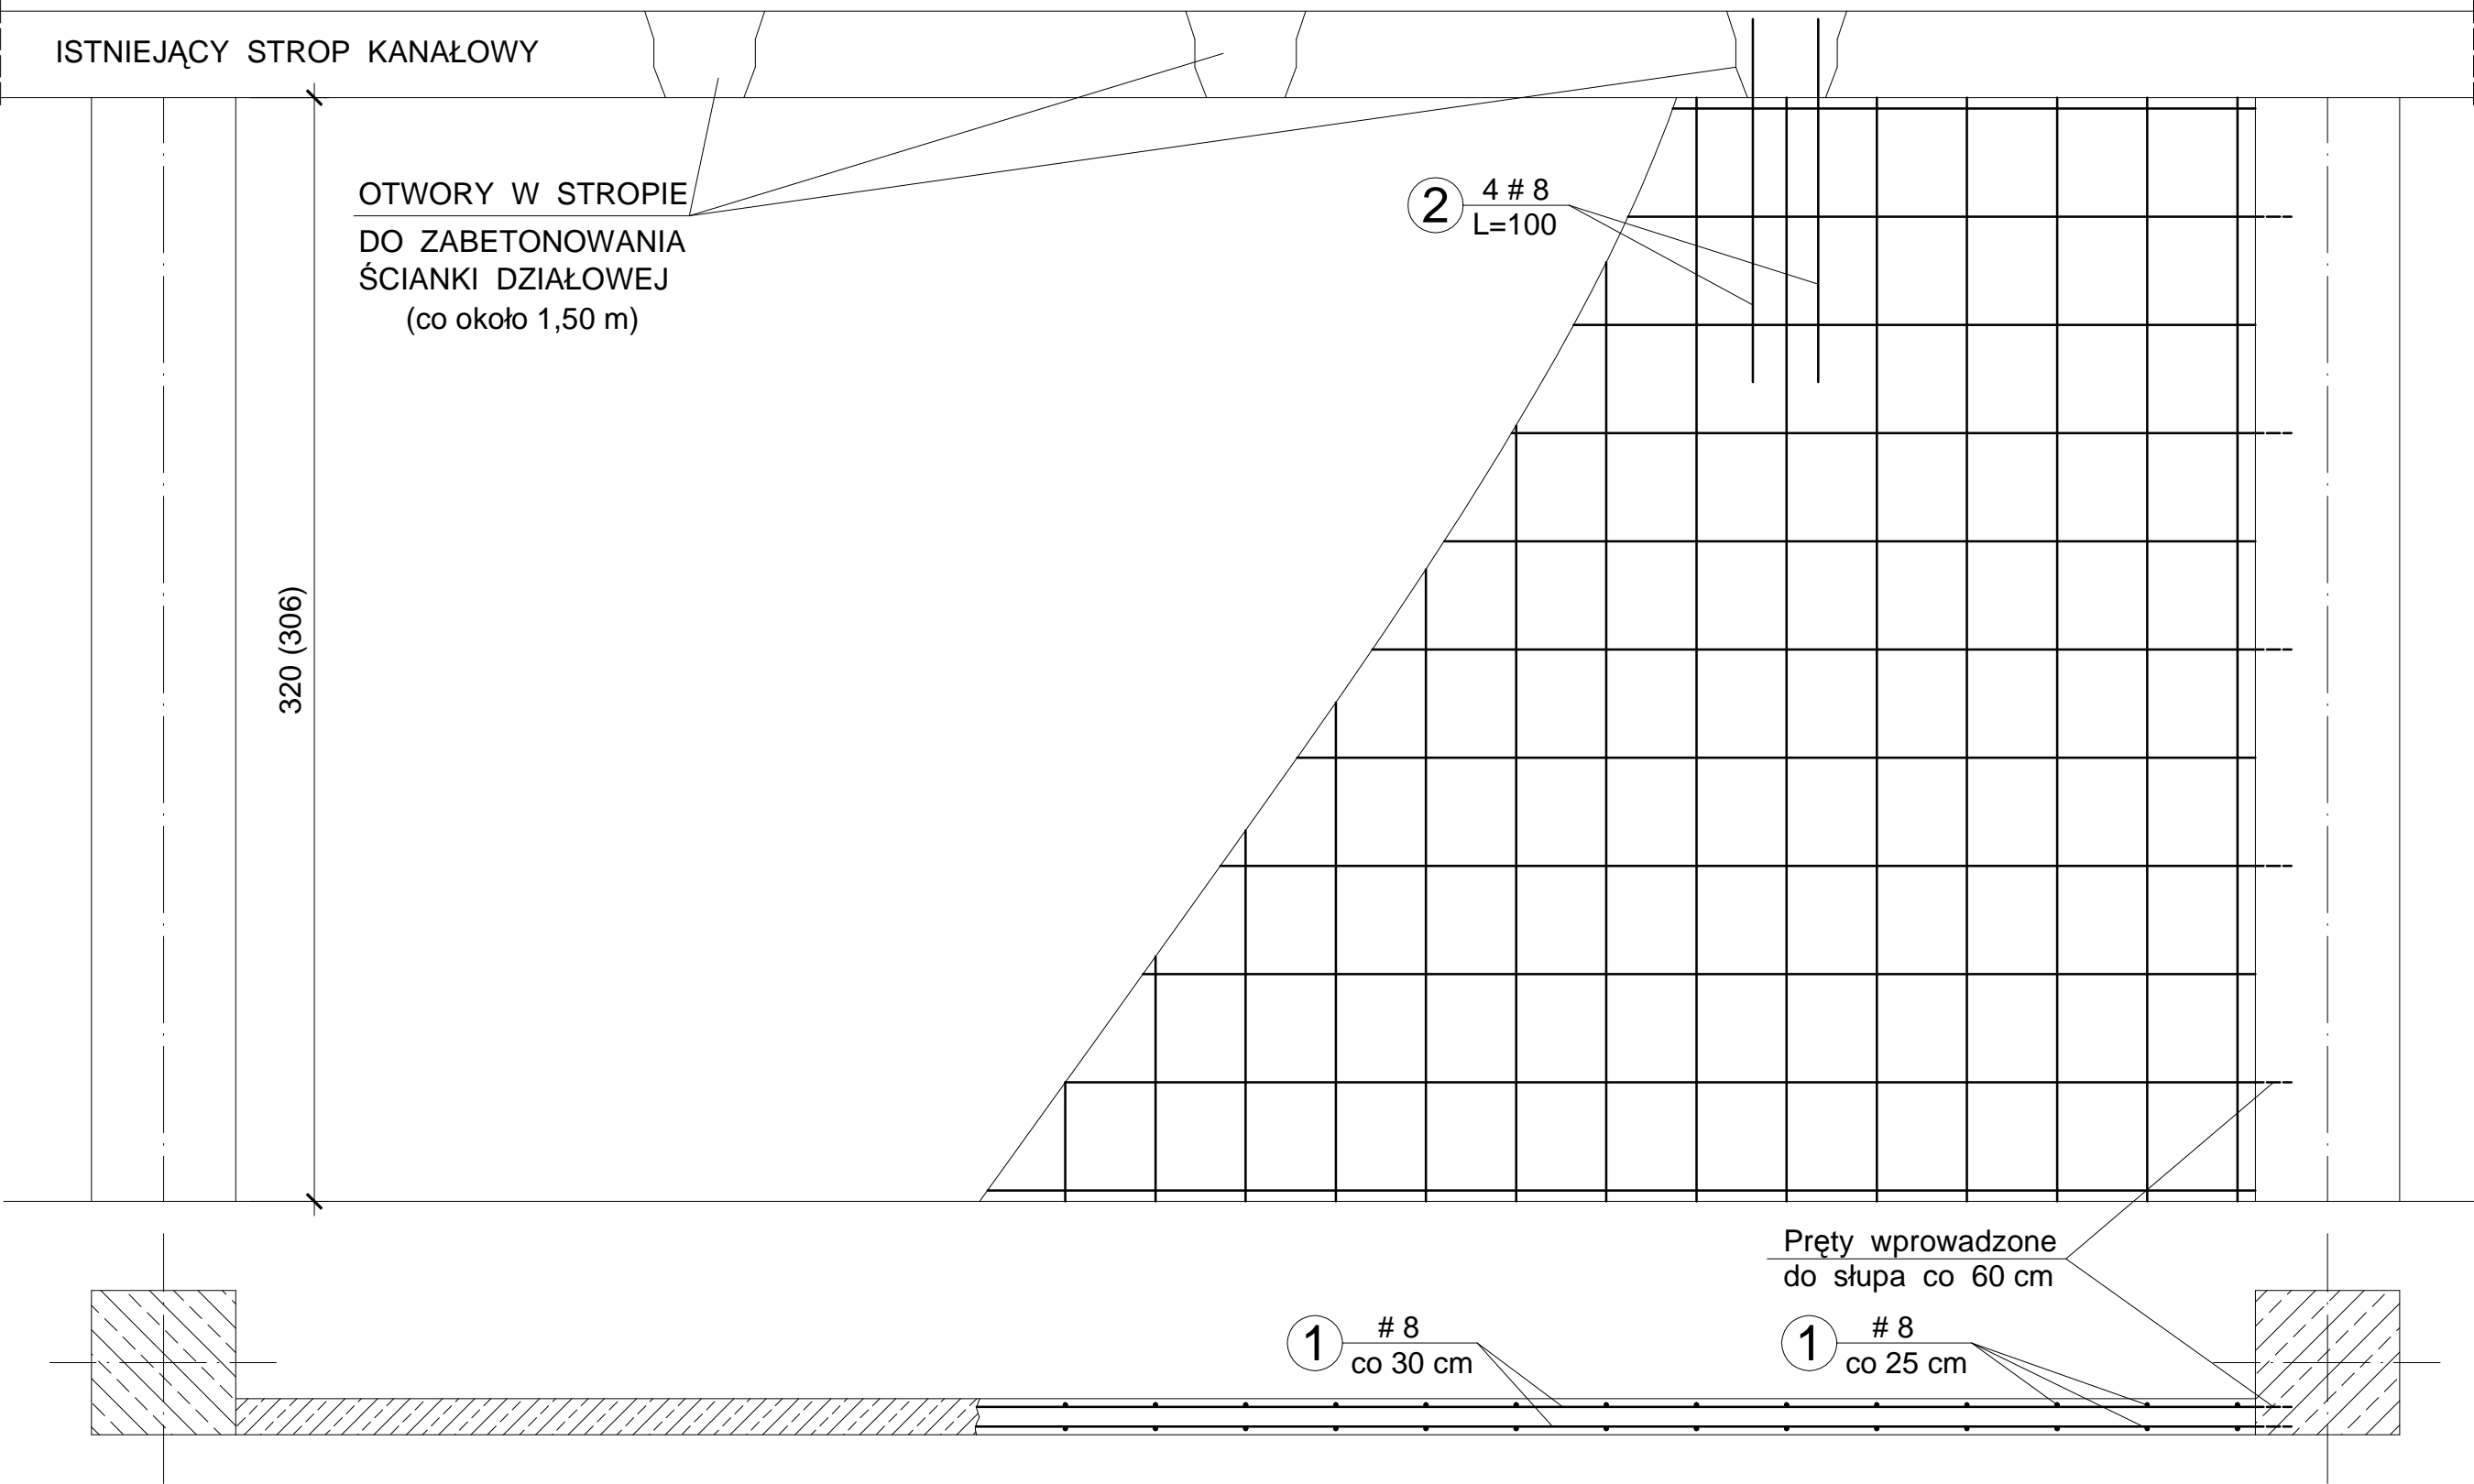 ISTNIEJĄCY STROP KANAŁOWY
OTWORY W STROPIE
DO ZABETONOWANIA
ŚCIANKI DZIAŁOWEJ
(co około 1,50 m)
2
4 # 8
L=100
320 (306)
Pręty wprowadzone
do słupa co 60 cm
1
# 8
co 30 cm
1
# 8
co 25 cm